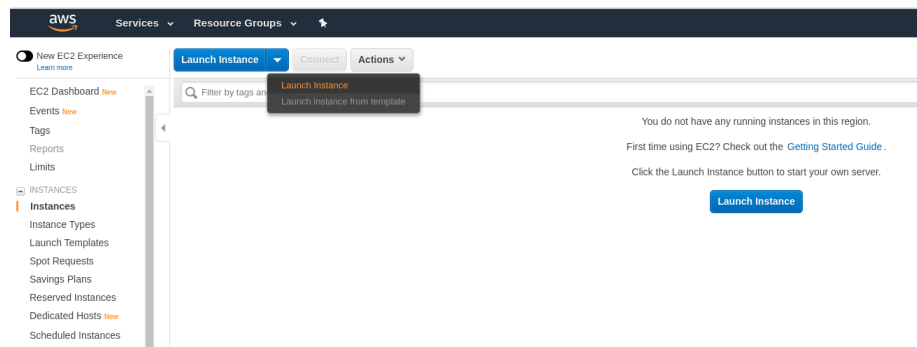 aws Services Resource Groups
New EC2 Experience
Learn more
EC2 Dashboard New
Events New
Tags
Reports
Limits
INSTANCES
Instances
Instance Types
Launch Templates
Spot Requests
Savings Plans
Reserved Instances
Dedicated Hosts New
Scheduled Instances
Launch Instance Connect Actions
Launch Instance
Launch instance from template
Filter by tags an
You do not have any running instances in this region.
First time using EC2? Check out the Getting Started Guide.
Click the Launch Instance button to start your own server.
Launch Instance